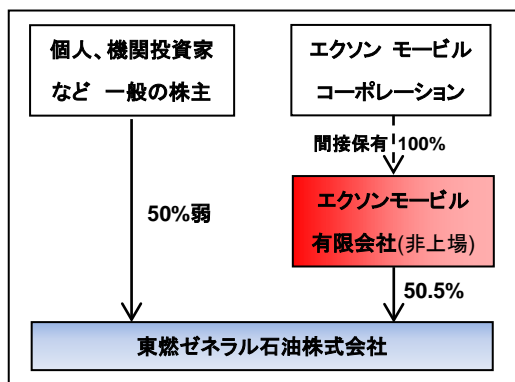 個人、機関投資家
など 一般の株主
エクソン モービル
コーポレーション
間接保有 100%
エクソンモービル
有限会社(非上場)
50%弱
50.5%
東燃ゼネラル石油株式会社